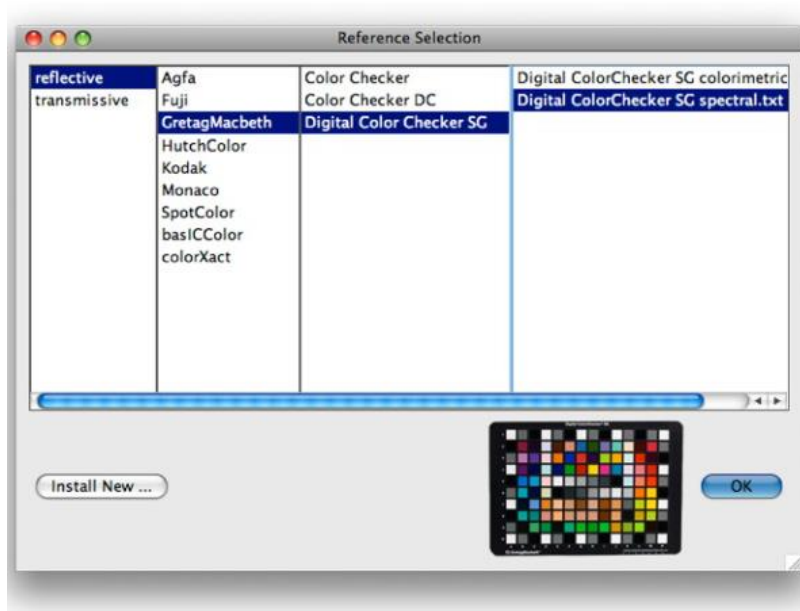 Reference Selection
reflective
transmissive
Agfa
Fuji
GretagMacbeth
HutchColor
Kodak
Monaco
SpotColor
basICColor
colorXact
Color Checker
Color Checker DC
Digital Color Checker SG
Digital ColorChecker SG colorimetric
Digital ColorChecker SG spectral.txt
Install New ...
OK